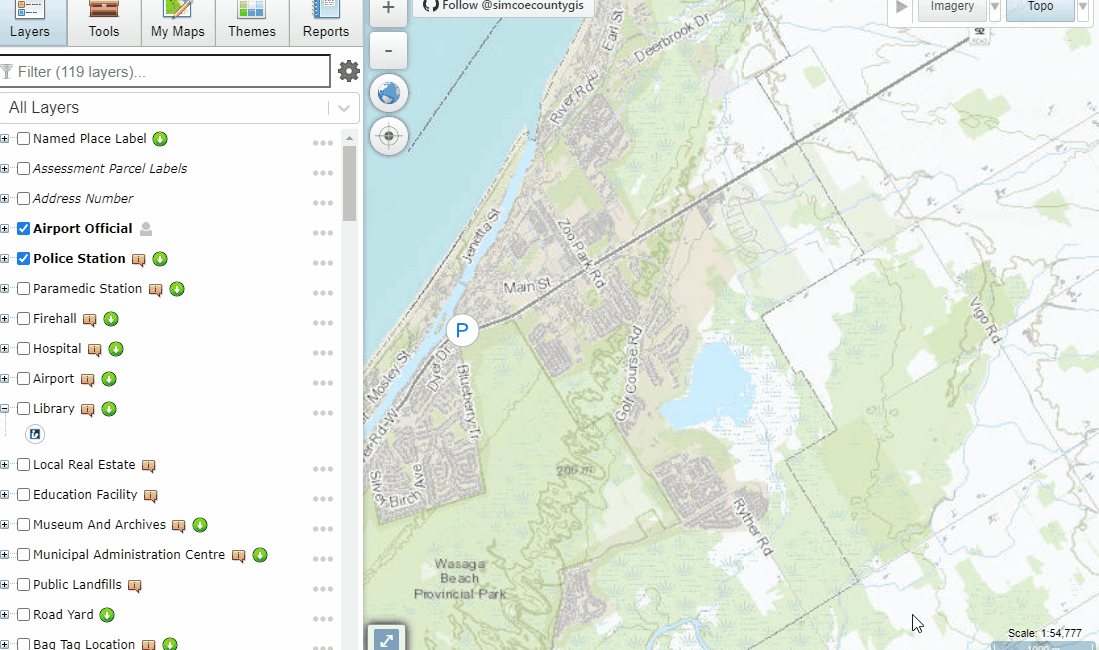 Layers
Tools
My Maps
Themes
Reports
Filter (119 layers)...
All Layers
Named Place Label
Assessment Parcel Labels
Address Number
Airport Official
Police Station
Paramedic Station
Firehall
Hospital
Airport
Library
Local Real Estate
Education Facility
Museum And Archives
Municipal Administration Centre
Public Landfills
Road Yard
Bag Tag Location
+
-
Follow @simcoecountygis
Imagery
Topo
Earl St
Deerbrook Dr
River Rd E
Jenetta St
Zoo Park Rd
Main St
P
Vigo Rd
Mosley St
Dyer Dr
Blueberry Tr
Golf Course Rd
Birch
Ave
Ryther Rd
Wasaga
Beach
Provincial Park
Scale: 1:54,777